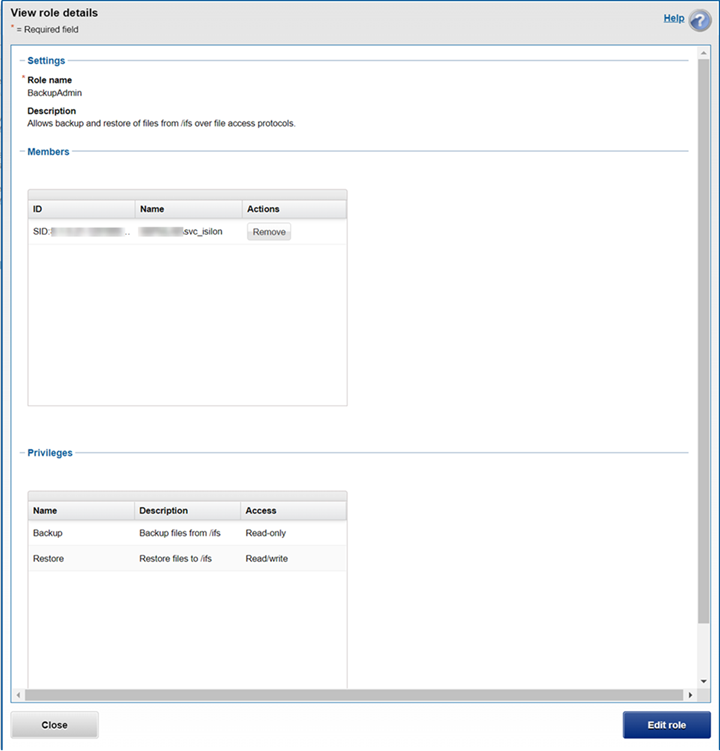 View role details
* = Required field
Help
?
Settings
* Role name
BackupAdmin
Description
Allows backup and restore of files from /ifs over file access protocols.
Members
ID Name Actions
SID: .. \svc_isilon Remove
Privileges
Name Description Access
Backup Backup files from /ifs Read-only
Restore Restore files to /ifs Read/write
Close Edit role